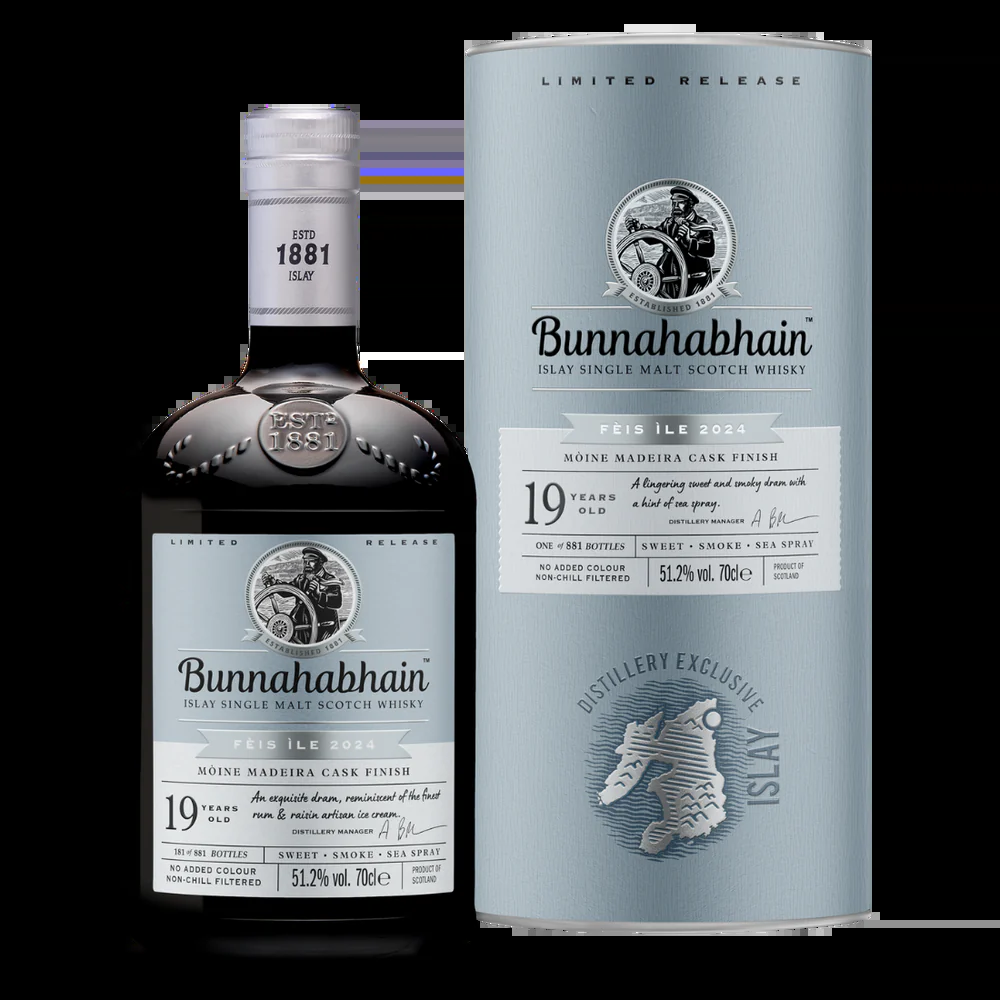 ESTD
1881
ISLAY
ESTD
1881
LIMITED RELEASE
ESTABLISHED 1881
Bunnahabhain™
ISLAY SINGLE MALT SCOTCH WHISKY
FÈIS ÌLE 2024
MÒINE MADEIRA CASK FINISH
19 YEARS OLD
An exquisite dram, reminiscent of the finest
rum & raisin artisan ice cream.
DISTILLERY MANAGER
181 of 881 BOTTLES
SWEET • SMOKE • SEA SPRAY
NO ADDED COLOUR
NON-CHILL FILTERED
51.2% vol. 70cl e
PRODUCT OF
SCOTLAND
LIMITED RELEASE
ESTABLISHED 1881
Bunnahabhain™
ISLAY SINGLE MALT SCOTCH WHISKY
FÈIS ÌLE 2024
MÒINE MADEIRA CASK FINISH
19 YEARS OLD
A lingering sweet and smoky dram with
a hint of sea spray.
DISTILLERY MANAGER
ONE of 881 BOTTLES
SWEET • SMOKE • SEA SPRAY
NO ADDED COLOUR
NON-CHILL FILTERED
51.2% vol. 70cl e
PRODUCT OF
SCOTLAND
DISTILLERY EXCLUSIVE
ISLAY